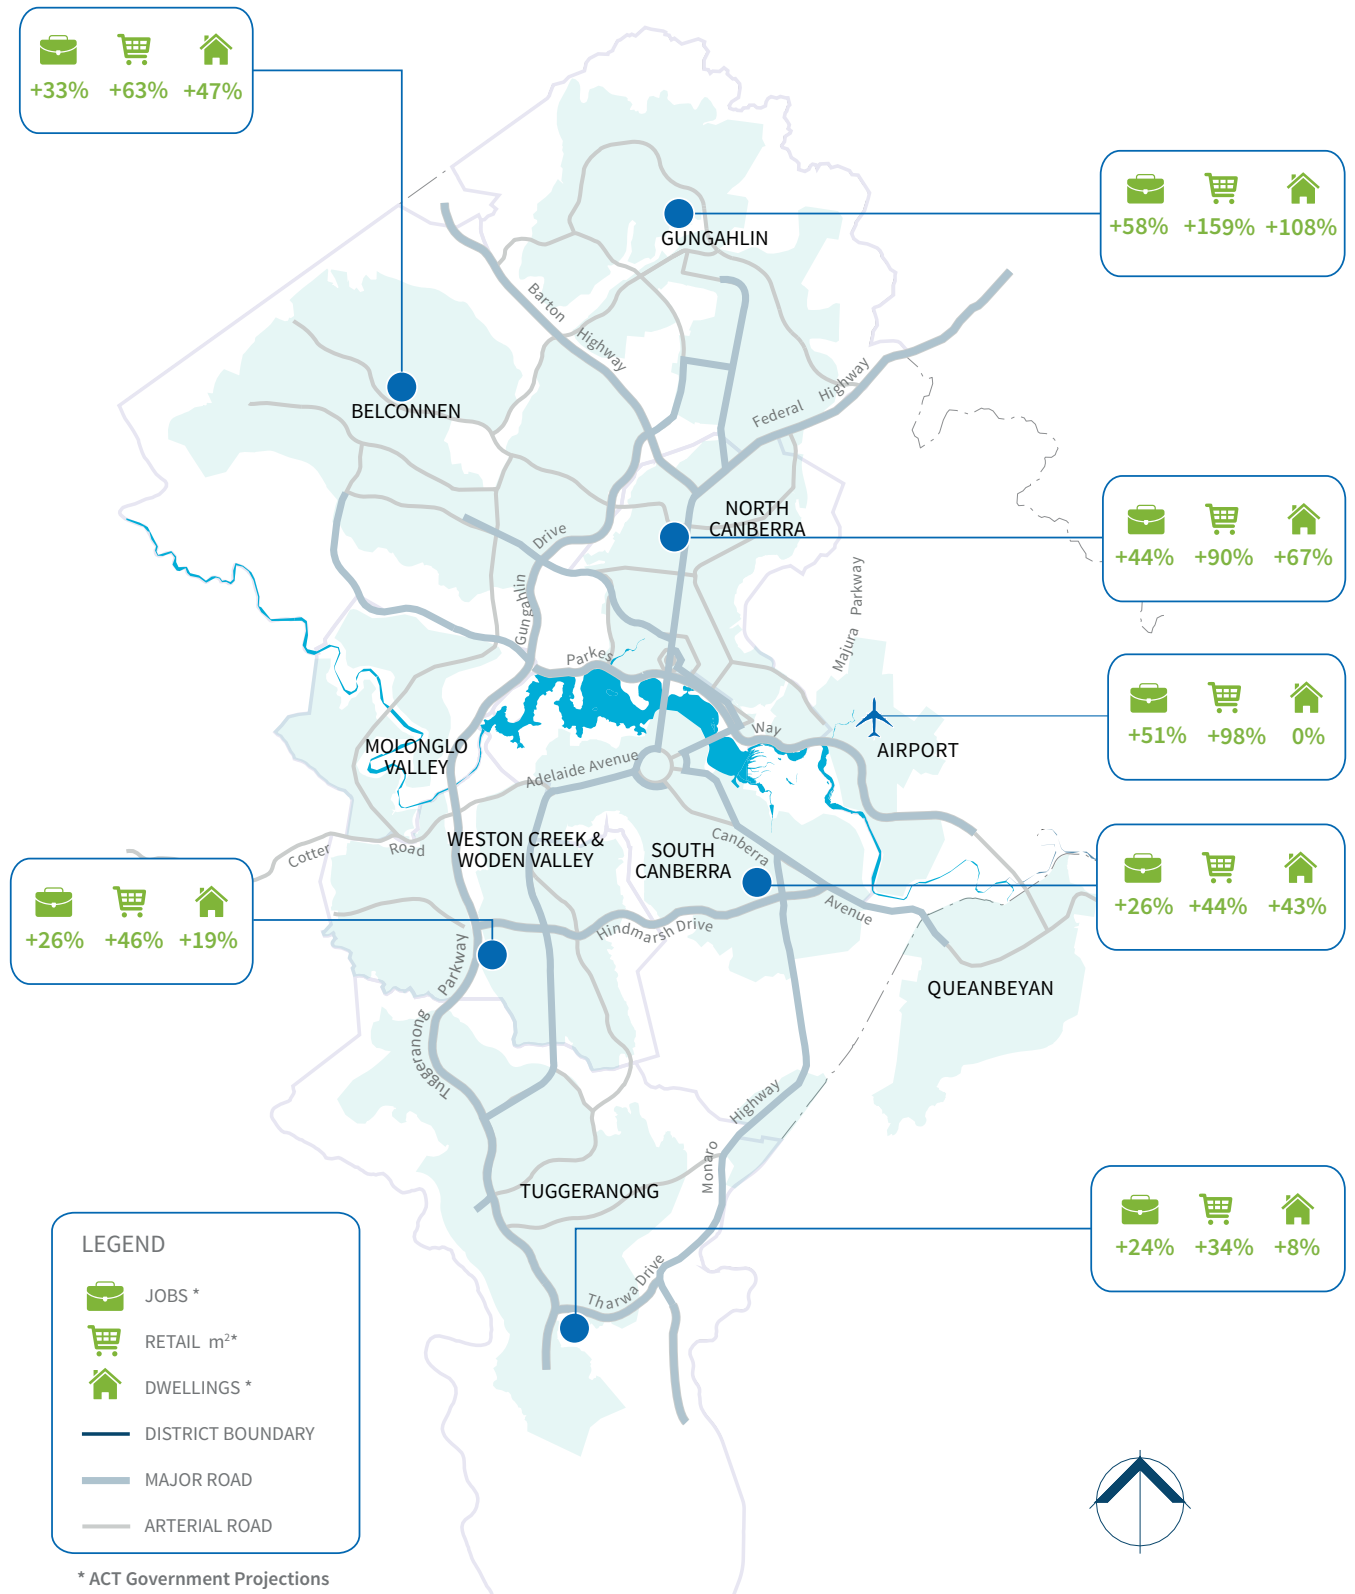 +33% +63% +47%
+58% +159% +108%
GUNGAHLIN
Barton Highway
BELCONNEN
Federal Highway
NORTH
CANBERRA
+44% +90% +67%
Gungahlin Drive
Majura Parkway
Parkes Way
+51% +98% 0%
AIRPORT
MOLONGLO
VALLEY
Adelaide Avenue
WESTON CREEK &
WODEN VALLEY
SOUTH
CANBERRA
Canberra Avenue
Cotter Road
+26% +44% +43%
+26% +46% +19%
Hindmarsh Drive
Tuggeranong Parkway
QUEANBEYAN
Monaro Highway
TUGGERANONG
+24% +34% +8%
Tharwa Drive
LEGEND
JOBS *
RETAIL m²*
DWELLINGS *
DISTRICT BOUNDARY
MAJOR ROAD
ARTERIAL ROAD
* ACT Government Projections